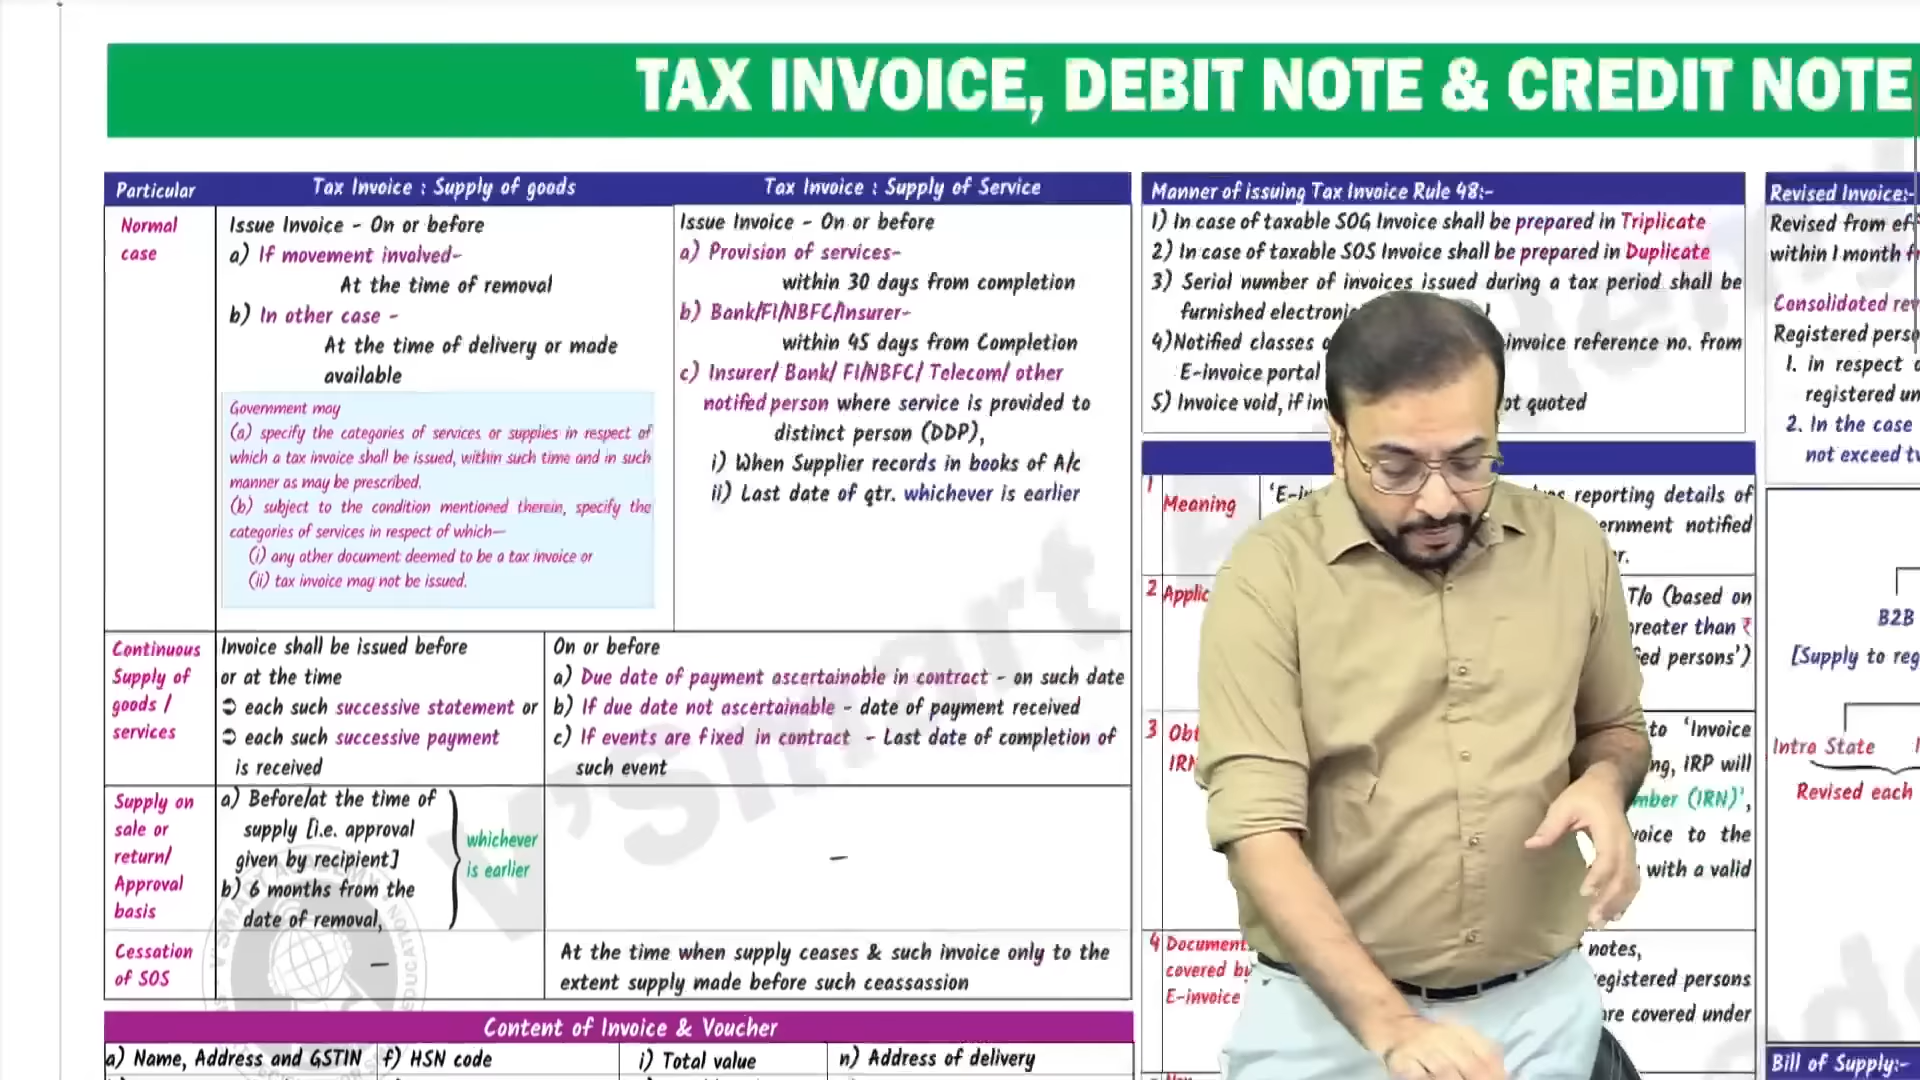 TAX INVOICE, DEBIT NOTE & CREDIT NOTE
Particular
Tax Invoice : Supply of goods
Tax Invoice : Supply of Service
Normal
case
Issue Invoice - On or before
a) If movement involved-
At the time of removal
b) In other case -
At the time of delivery or made
available
Government may
(a) specify the categories of services or supplies in respect of
which a tax invoice shall be issued, within such time and in such
manner as may be prescribed.
(b) subject to the condition mentioned therein, specify the
categories of services in respect of which—
(i) any other document deemed to be a tax invoice or
(ii) tax invoice may not be issued.
Issue Invoice - On or before
a) Provision of services-
within 30 days from completion
b) Bank/FI/NBFC/Insurer-
within 45 days from Completion
c) Insurer/ Bank/ FI/NBFC/ Telecom/ other
notifed person where service is provided to
distinct person (DDP),
i) When Supplier records in books of A/c
ii) Last date of qtr. whichever is earlier
Continuous
Supply of
goods /
services
Invoice shall be issued before
or at the time
➲ each such successive statement or
➲ each such successive payment
is received
On or before
a) Due date of payment ascertainable in contract - on such date
b) If due date not ascertainable - date of payment received
c) If events are fixed in contract - Last date of completion of
such event
Supply on
sale or
return/
Approval
basis
a) Before/at the time of
supply [i.e. approval
given by recipient]
b) 6 months from the
date of removal,
whichever
is earlier
—
Cessation
of SOS
—
At the time when supply ceases & such invoice only to the
extent supply made before such ceassassion
Content of Invoice & Voucher
a) Name, Address and GSTIN
f) HSN code
i) Total value
n) Address of delivery
Manner of issuing Tax Invoice Rule 48:-
1) In case of taxable SOG Invoice shall be prepared in Triplicate
2) In case of taxable SOS Invoice shall be prepared in Duplicate
3) Serial number of invoices issued during a tax period shall be
furnished
4)Notified classes
invoice reference no. from
E-invoice portal
5) Invoice void, if
quoted
1 Meaning
reporting details of
notified
2
T/o (based on
than ₹
persons')
3
to 'Invoice
IRP will
(IRN)',
to the
with a valid
4 Document
covered
E-invoice
notes,
persons
covered under
Revised Invoice:-
Revised from
within 1 month
Consolidated
Registered
1. in respect
registered
2. In the case
not exceed
B2B
[Supply to
Intra State
Revised each
Bill of Supply:-
V'Smart